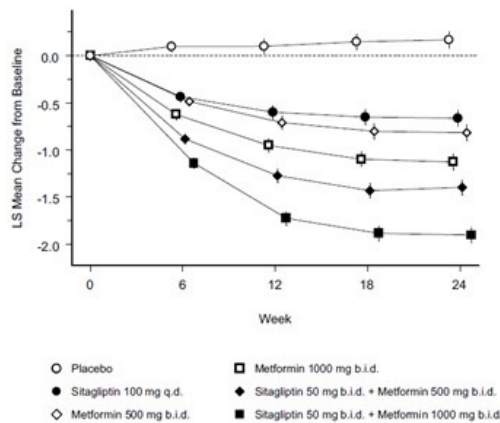 LS Mean Change from Baseline
0.0
-0.5
-1.0
-1.5
-2.0
0 6 12 18 24
Week
Placebo
Sitagliptin 100 mg q.d.
Metformin 500 mg b.i.d.
Metformin 1000 mg b.i.d.
Sitagliptin 50 mg b.i.d. + Metformin 500 mg b.i.d.
Sitagliptin 50 mg b.i.d. + Metformin 1000 mg b.i.d.